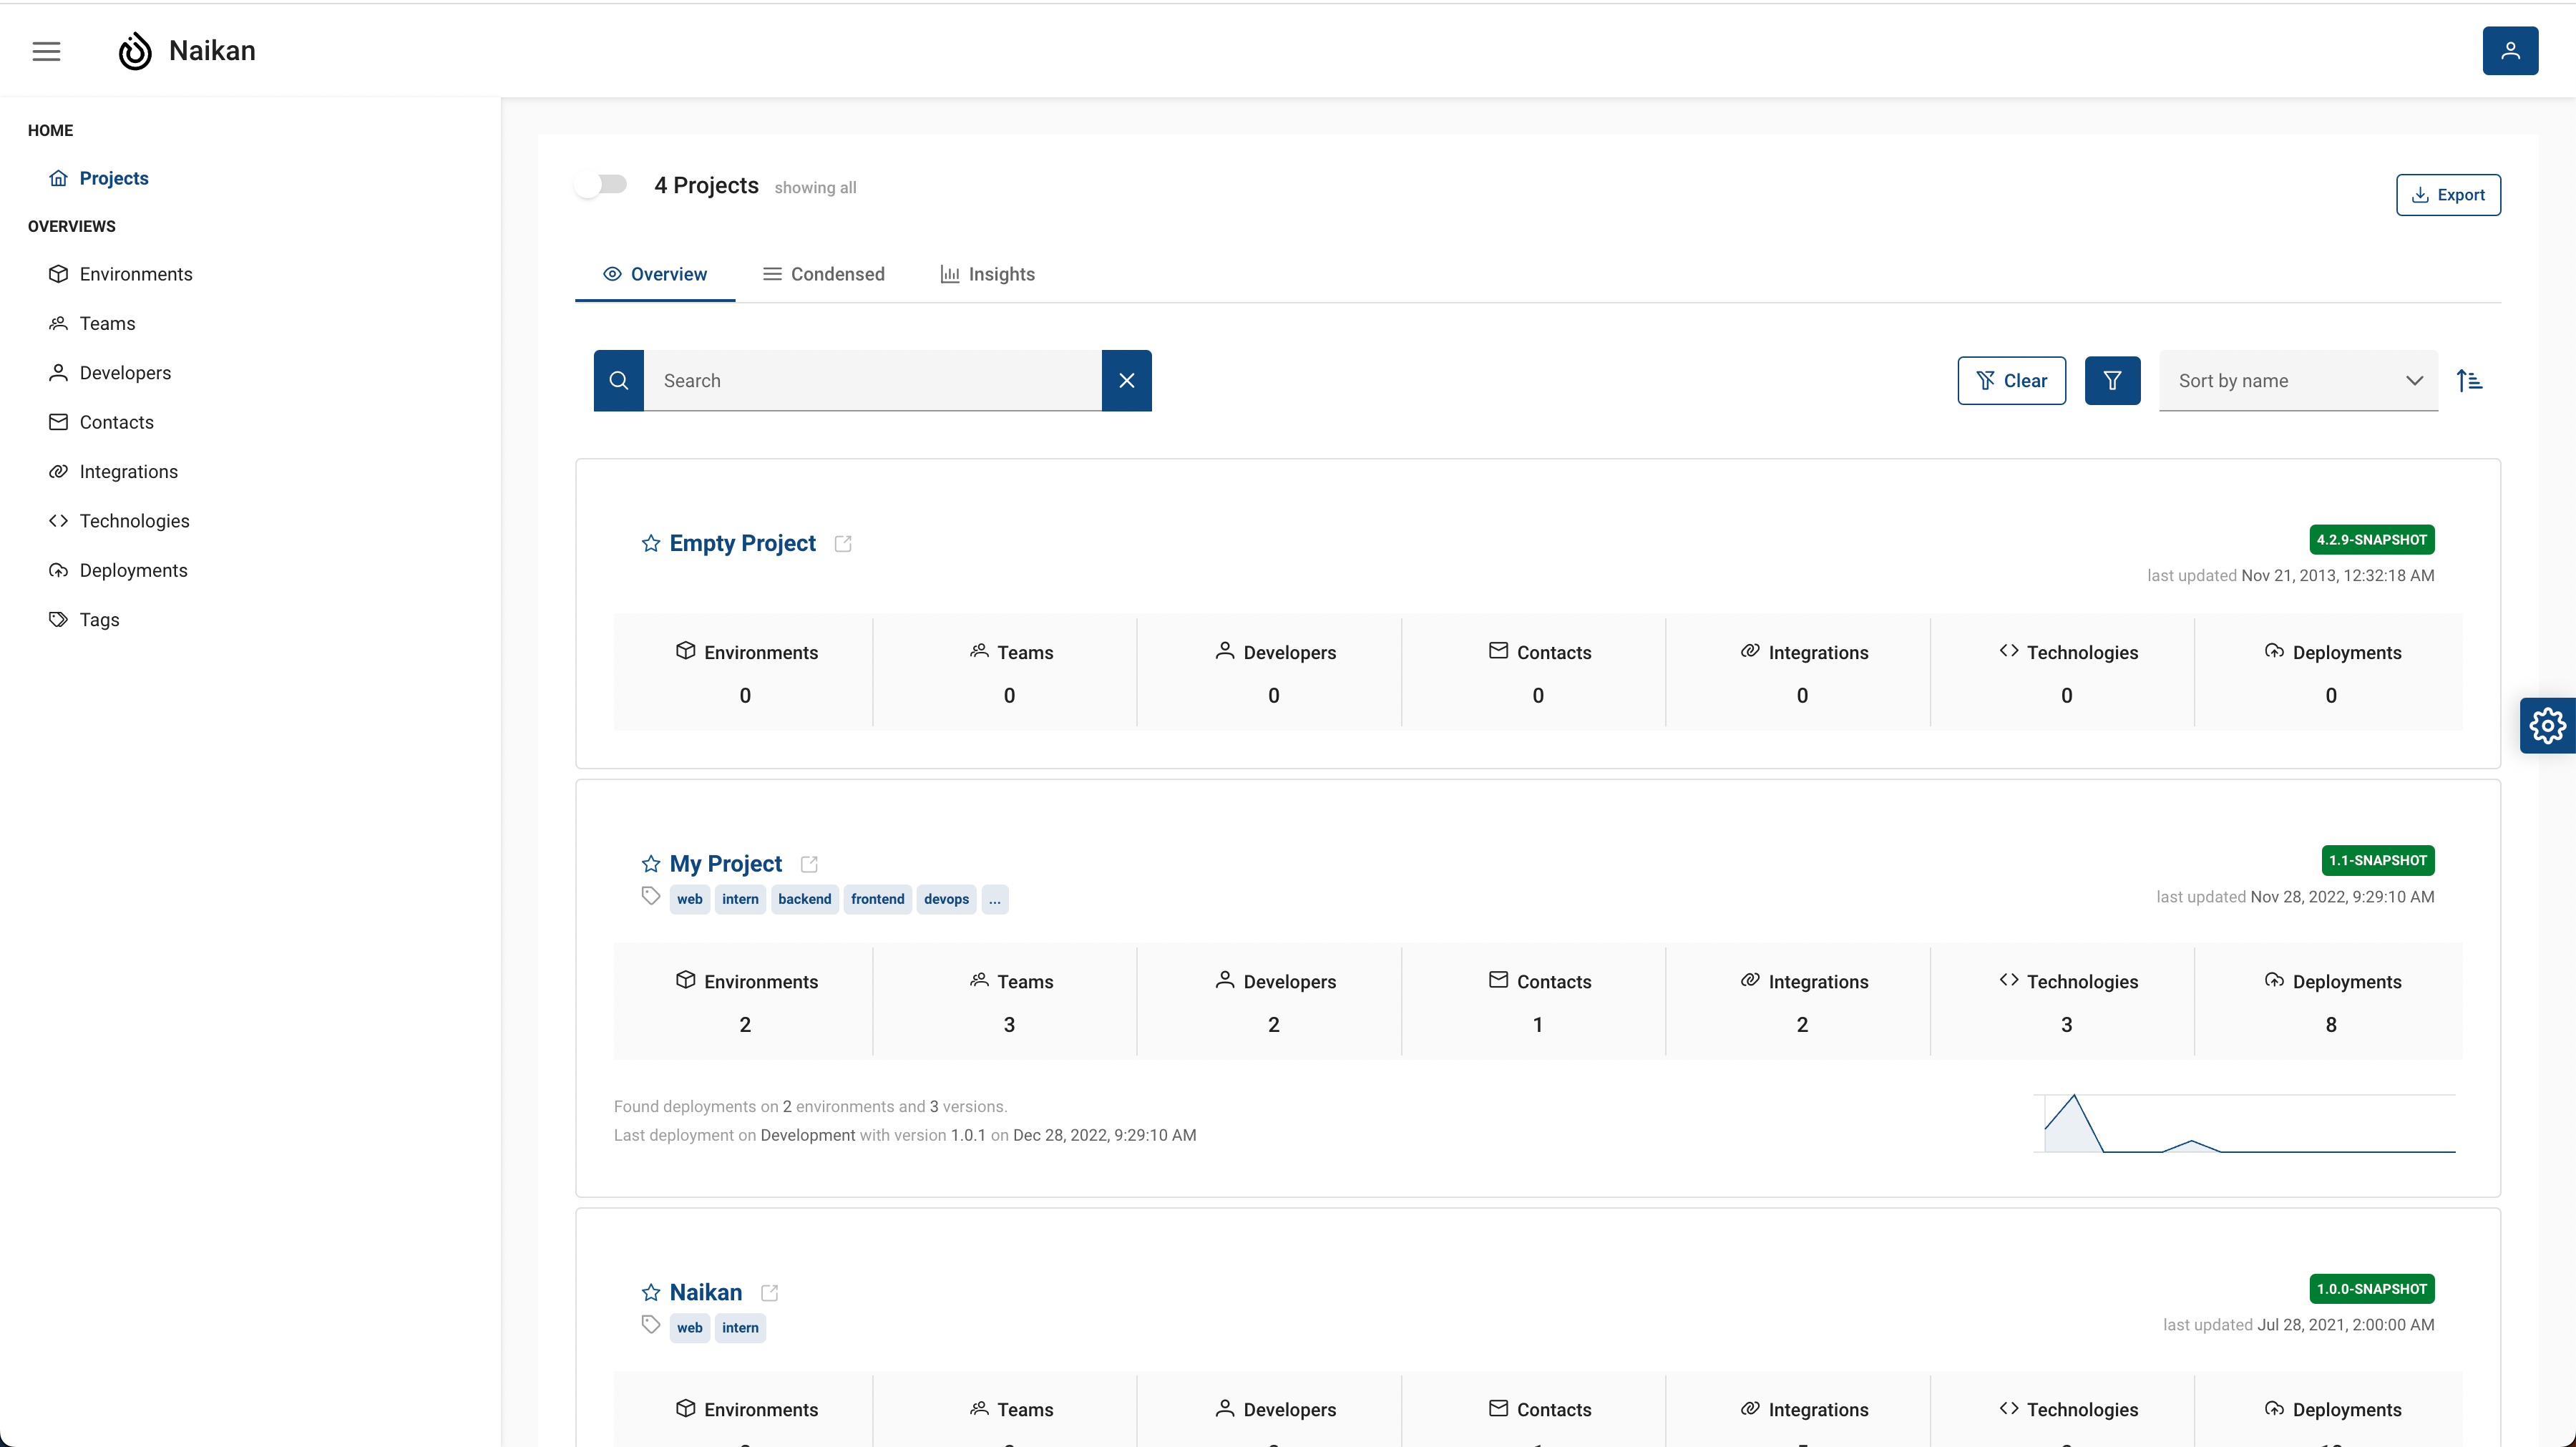 Naikan
HOME
Projects
OVERVIEWS
Environments
Teams
Developers
Contacts
Integrations
Technologies
Deployments
Tags
4 Projects showing all
Export
Overview Condensed Insights
Search
Clear
Sort by name
Empty Project
4.2.9-SNAPSHOT
last updated Nov 21, 2013, 12:32:18 AM
Environments Teams Developers Contacts Integrations Technologies Deployments
0 0 0 0 0 0 0
My Project
1.1-SNAPSHOT
web intern backend frontend devops ...
last updated Nov 28, 2022, 9:29:10 AM
Environments Teams Developers Contacts Integrations Technologies Deployments
2 3 2 1 2 3 8
Found deployments on 2 environments and 3 versions.
Last deployment on Development with version 1.0.1 on Dec 28, 2022, 9:29:10 AM
Naikan
1.0.0-SNAPSHOT
web intern
last updated Jul 28, 2021, 2:00:00 AM
Environments Teams Developers Contacts Integrations Technologies Deployments